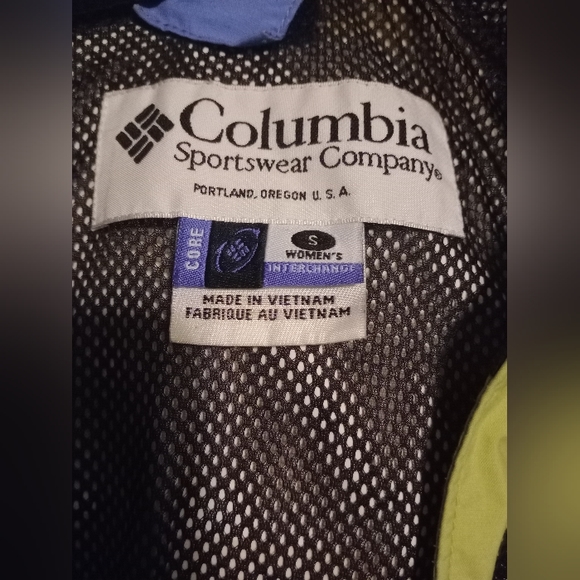 Columbia
Sportswear Company®
PORTLAND, OREGON U.S.A.
CORE
S
WOMEN'S
INTERCHANGE
MADE IN VIETNAM
FABRIQUE AU VIETNAM